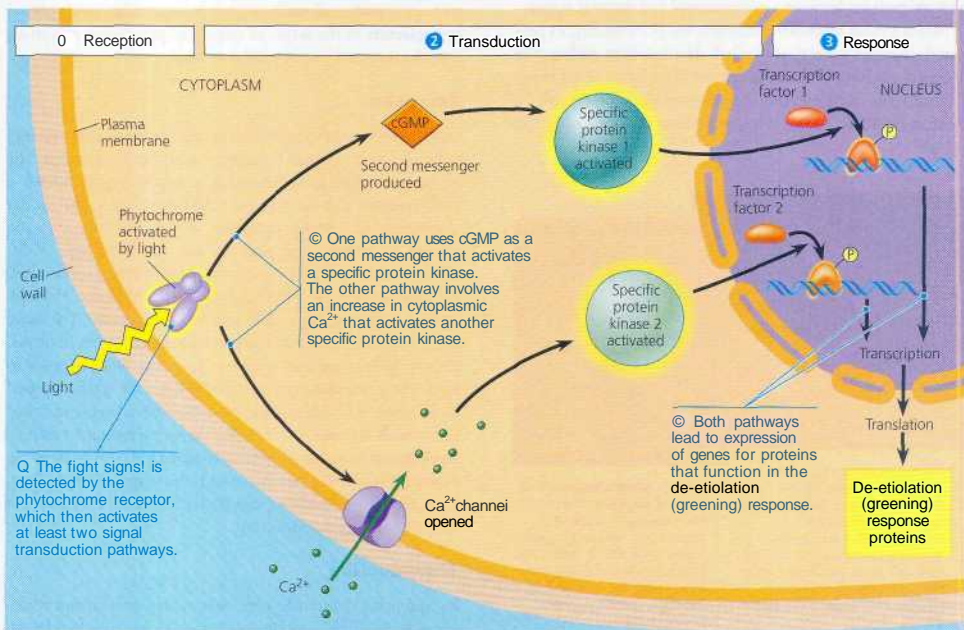 0 Reception
2 Transduction
3 Response
CYTOPLASM
Plasma
membrane
cGMP
Second messenger
produced
Specific
protein
kinase 1
activated
Transcription
factor 1
NUCLEUS
P
Phytochrome
activated
by light
Cell
wall
Light
© One pathway uses cGMP as a
second messenger that activates
a specific protein kinase.
The other pathway involves
an increase in cytoplasmic
Ca²⁺ that activates another
specific protein kinase.
Transcription
factor 2
P
Specific
protein
kinase 2
activated
Transcription
Translation
De-etiolation
(greening)
response
proteins
© Both pathways
lead to expression
of genes for proteins
that function in the
de-etiolation
(greening) response.
Q The fight signs! is
detected by the
phytochrome receptor,
which then activates
at least two signal
transduction pathways.
Ca²⁺channei
opened
Ca²⁺